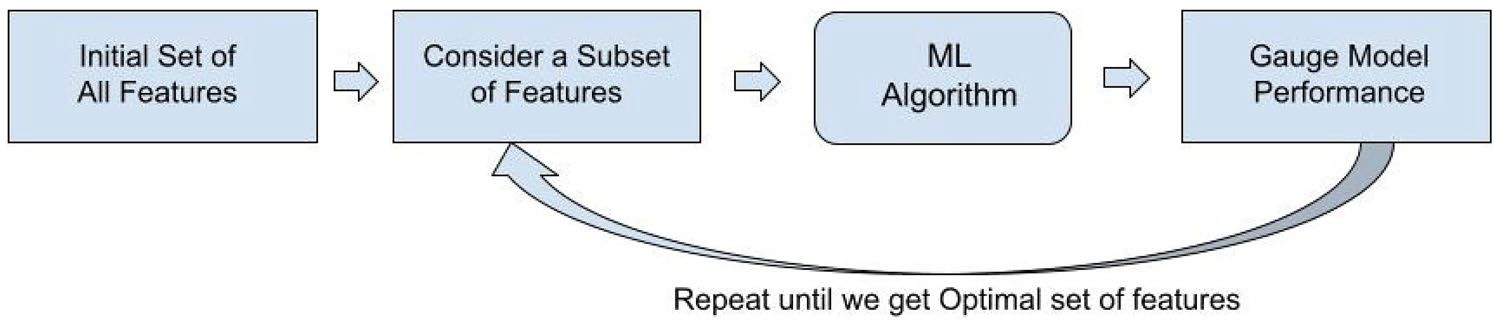 Initial Set of
All Features
Consider a Subset
of Features
ML
Algorithm
Gauge Model
Performance
Repeat until we get Optimal set of features